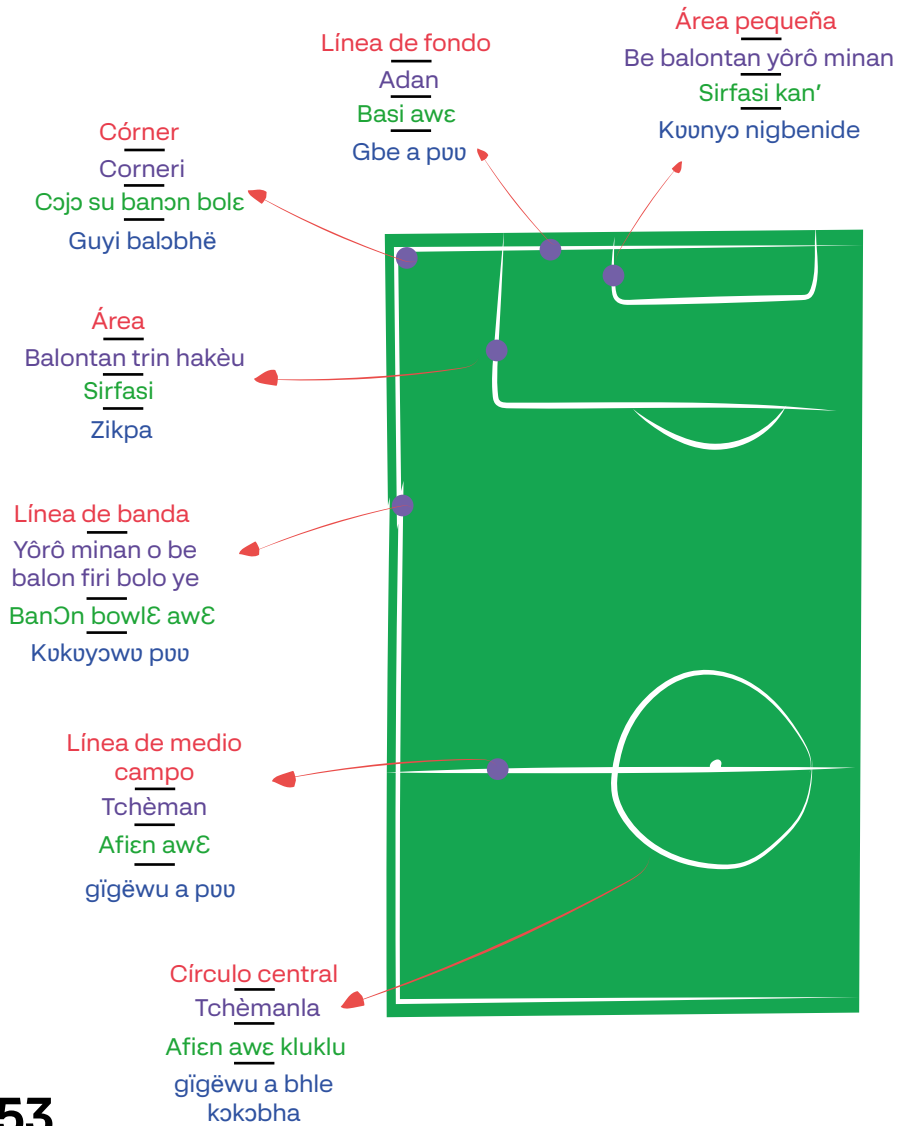 Línea de fondo
Adan
Basi awɛ
Gbe a pʋʋ
Área pequeña
Be balontan yôrô minan
Sirfasi kan'
Kʋʋnyɔ nigbenide
Córner
Corneri
Cɔjɔ su banɔn bolɛ
Guyi balɔbhë
Área
Balontan trin hakèu
Sirfasi
Zikpa
Línea de banda
Yôrô minan o be
balon firi bolo ye
BanƆn bowlƐ awƐ
Kʋkʋyɔwʋ pʋʋ
Línea de medio
campo
Tchèman
Afiɛn awƐ
gïgëwu a pʋʋ
Círculo central
Tchèmanla
Afiɛn awɛ kluklu
gïgëwu a bhle
kɔkɔbha
53